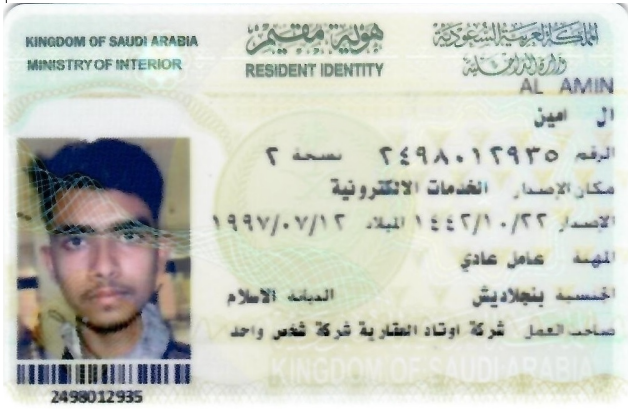 KINGDOM OF SAUDI ARABIA
MINISTRY OF INTERIOR
هوية مقيم
RESIDENT IDENTITY
المملكة العربية السعودية
وزارة الداخلية
AL AMIN
ال امين
الرقم ٢٤٩٨٠١٢٩٣٥ نسخة ٢
مكان الإصدار الخدمات الالكترونية
الإصدار ١٤٤٢/١٠/٢٢ الميلاد ١٩٩٧/٠٧/١٢
المهنة عامل عادي
الجنسية بنجلاديش الديانة الاسلام
صاحب العمل شركة اوتاد العقارية شركة شخص واحد
KINGDOM OF SAUDI ARABIA
2498012935